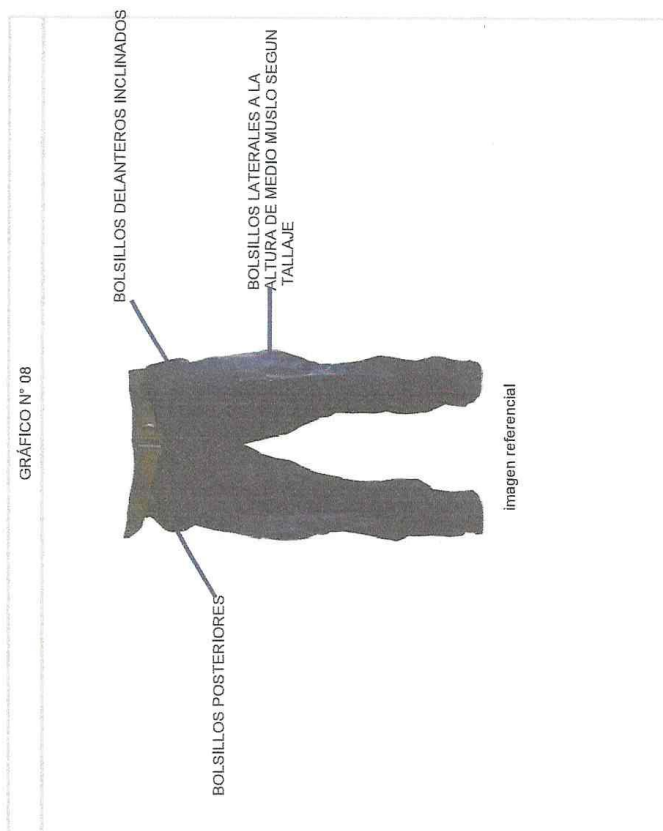 GRÁFICO N° 08
BOLSILLOS DELANTEROS INCLINADOS
BOLSILLOS LATERALES A LA
ALTURA DE MEDIO MUSLO SEGUN
TALLAJE
BOLSILLOS POSTERIORES
imagen referencial